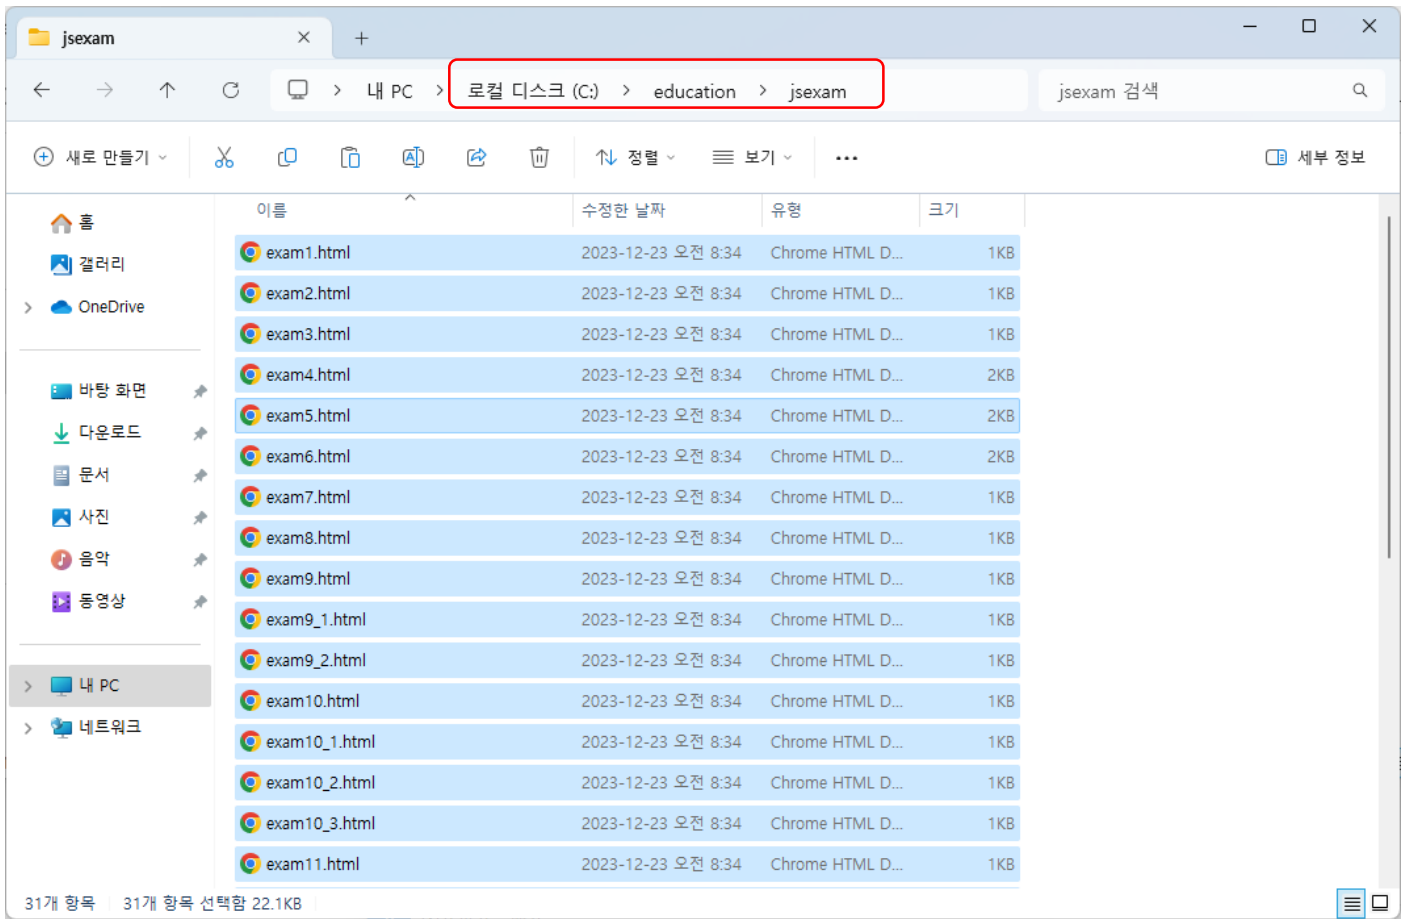 jsexam
내 PC > 로컬 디스크 (C:) > education > jsexam
jsexam 검색
새로 만들기
정렬
보기
세부 정보
이름 수정한 날짜 유형 크기
홈
갤러리
OneDrive
바탕 화면
다운로드
문서
사진
음악
동영상
내 PC
네트워크
exam1.html 2023-12-23 오전 8:34 Chrome HTML D... 1KB
exam2.html 2023-12-23 오전 8:34 Chrome HTML D... 1KB
exam3.html 2023-12-23 오전 8:34 Chrome HTML D... 1KB
exam4.html 2023-12-23 오전 8:34 Chrome HTML D... 2KB
exam5.html 2023-12-23 오전 8:34 Chrome HTML D... 2KB
exam6.html 2023-12-23 오전 8:34 Chrome HTML D... 2KB
exam7.html 2023-12-23 오전 8:34 Chrome HTML D... 1KB
exam8.html 2023-12-23 오전 8:34 Chrome HTML D... 1KB
exam9.html 2023-12-23 오전 8:34 Chrome HTML D... 1KB
exam9_1.html 2023-12-23 오전 8:34 Chrome HTML D... 1KB
exam9_2.html 2023-12-23 오전 8:34 Chrome HTML D... 1KB
exam10.html 2023-12-23 오전 8:34 Chrome HTML D... 1KB
exam10_1.html 2023-12-23 오전 8:34 Chrome HTML D... 1KB
exam10_2.html 2023-12-23 오전 8:34 Chrome HTML D... 1KB
exam10_3.html 2023-12-23 오전 8:34 Chrome HTML D... 1KB
exam11.html 2023-12-23 오전 8:34 Chrome HTML D... 1KB
31개 항목 31개 항목 선택함 22.1KB